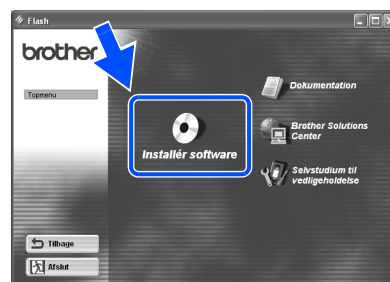 Flash
brother
Topmenu
Dokumentation
Brother Solutions
Center
Installér software
Selvstudium til
vedligeholdelse
Tilbage
Afslut